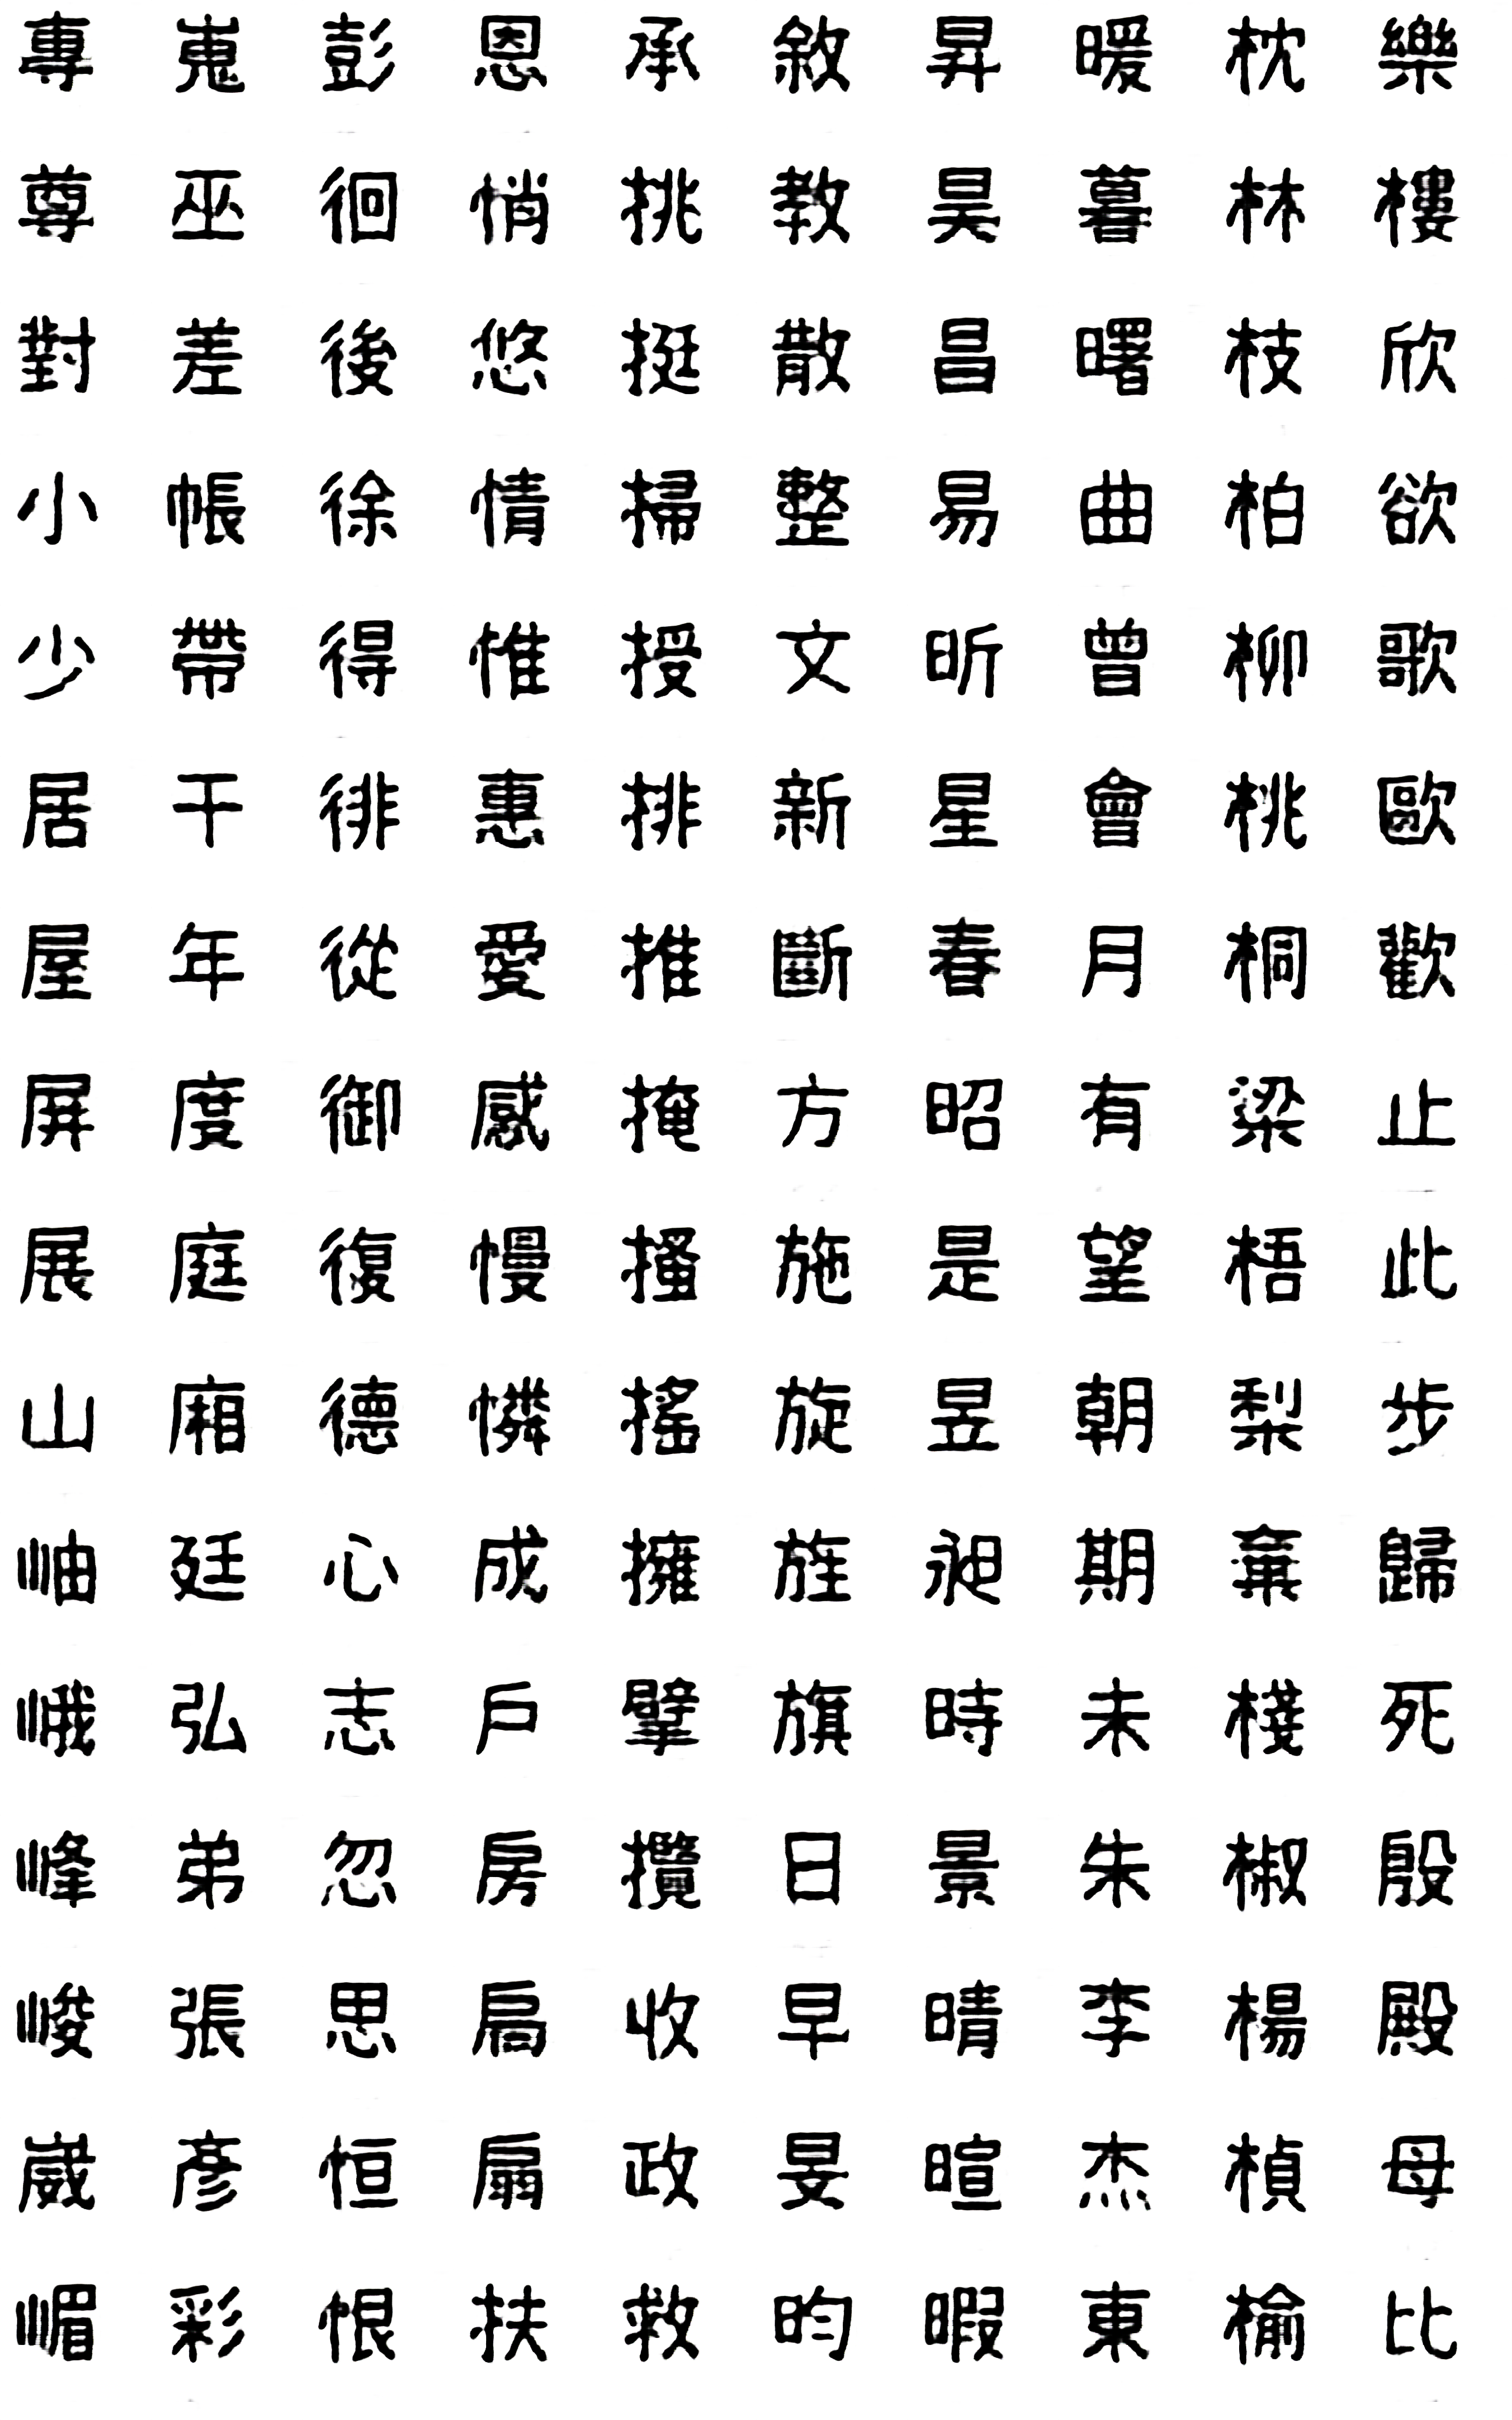 專尊對小少居屋屏展山岫峨峰峻崴嵋
嵬巫差帳帶干年度庭廂廷弘弟張彥彩
彭徊後徐得徘從御復德心志忽思恒恨
恩悄悠情惟惠愛感慢憐成戶房扃扇扶
承挑挺掃授排推掩搔搖擁擘攬收政救
敘教散整文新斷方施旋旌旗日早旻昀
昇昊昌易昕星春昭是昱昶時景晴暄暇
暖暮曙曲曾會月有望朝期未朱李杰東
枕林枝柏柳桃桐梁梧梨棄棧椒楊楨榆
樂樓欣欲歌歐歡止此步歸死殷殿母比